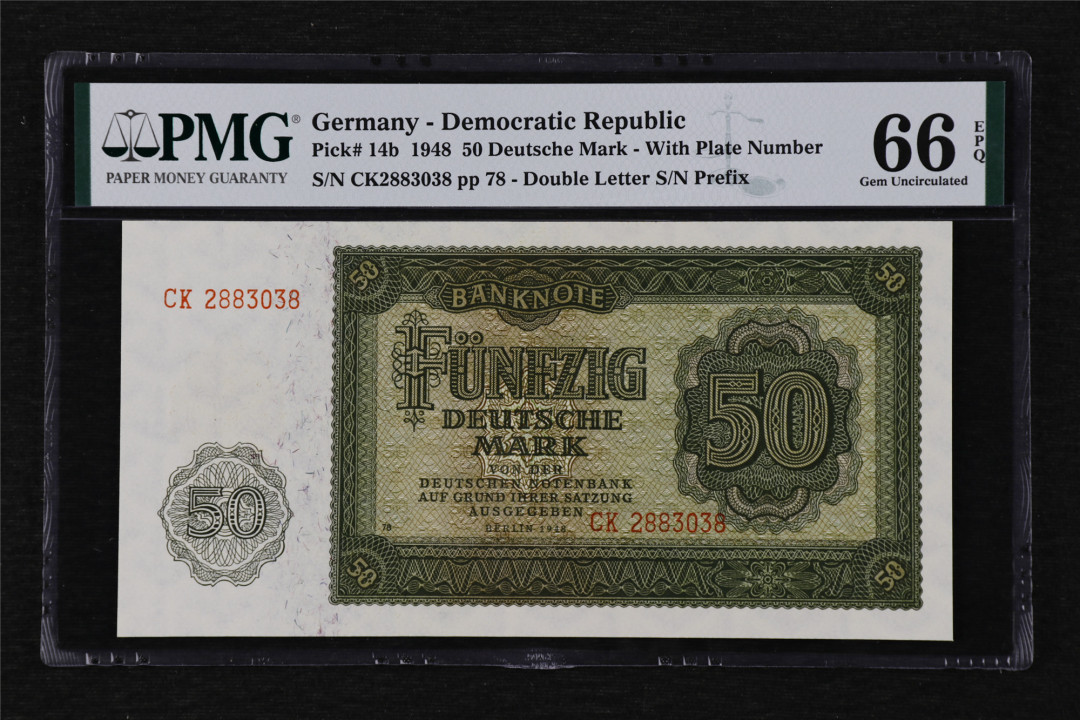 PMG®
PAPER MONEY GUARANTY
Germany - Democratic Republic
Pick# 14b 1948 50 Deutsche Mark - With Plate Number
S/N CK2883038 pp 78 - Double Letter S/N Prefix
66
EPQ
Gem Uncirculated
50
50
BANKNOTE
CK 2883038
FÜNFZIG
DEUTSCHE
MARK
50
VON DER
DEUTSCHEN NOTENBANK
AUF GRUND IHRER SATZUNG
AUSGEGEBEN
78
BERLIN 1948
CK 2883038
50
50
50